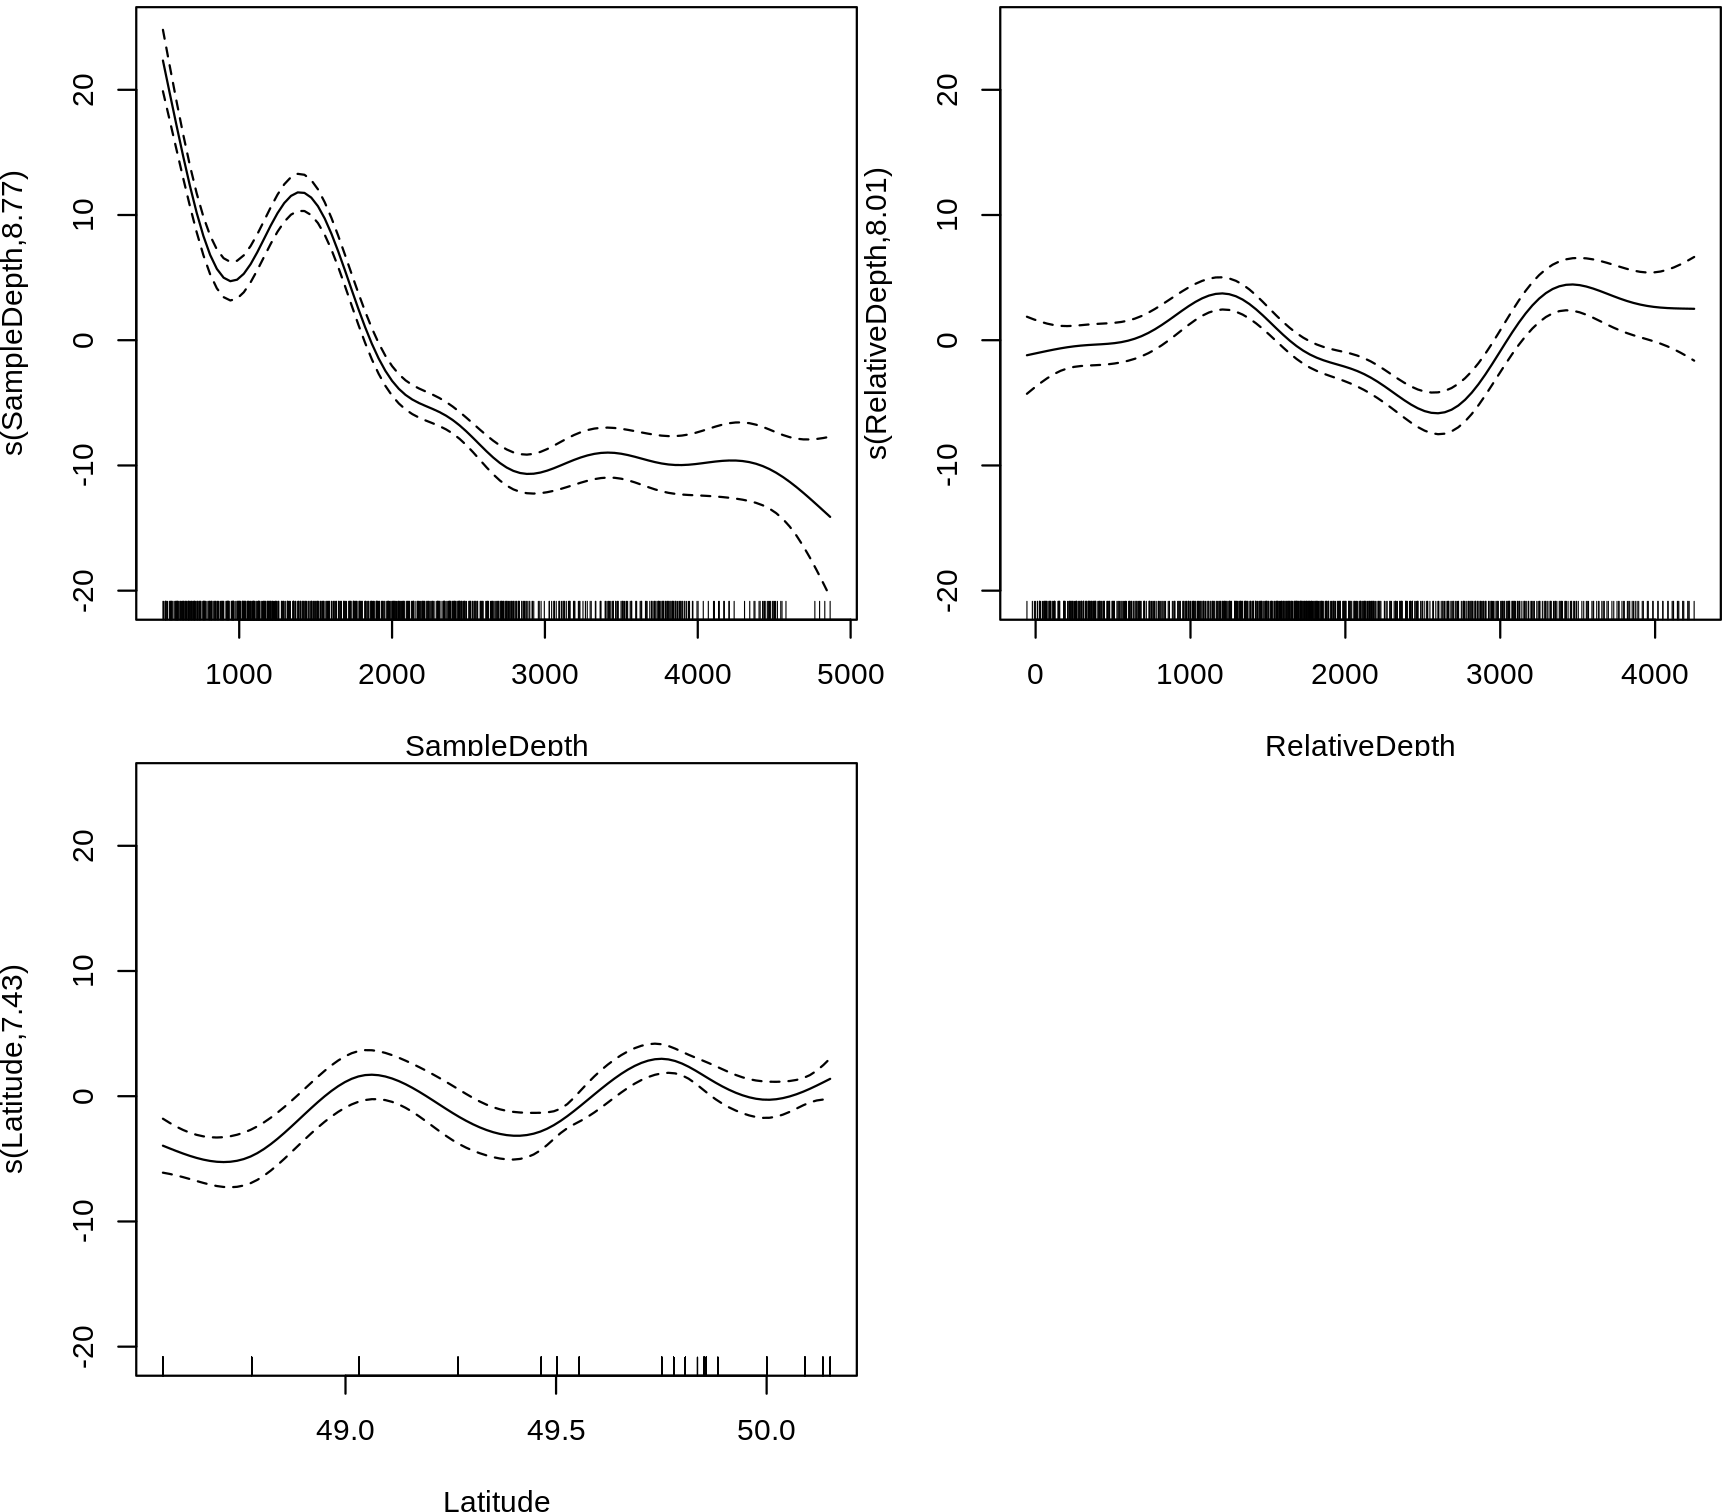 s(SampleDepth,8.77)
20
10
0
-10
-20
1000 2000 3000 4000 5000
SampleDepth
s(RelativeDepth,8.01)
20
10
0
-10
-20
0 1000 2000 3000 4000
RelativeDepth
s(Latitude,7.43)
20
10
0
-10
-20
49.0 49.5 50.0
Latitude